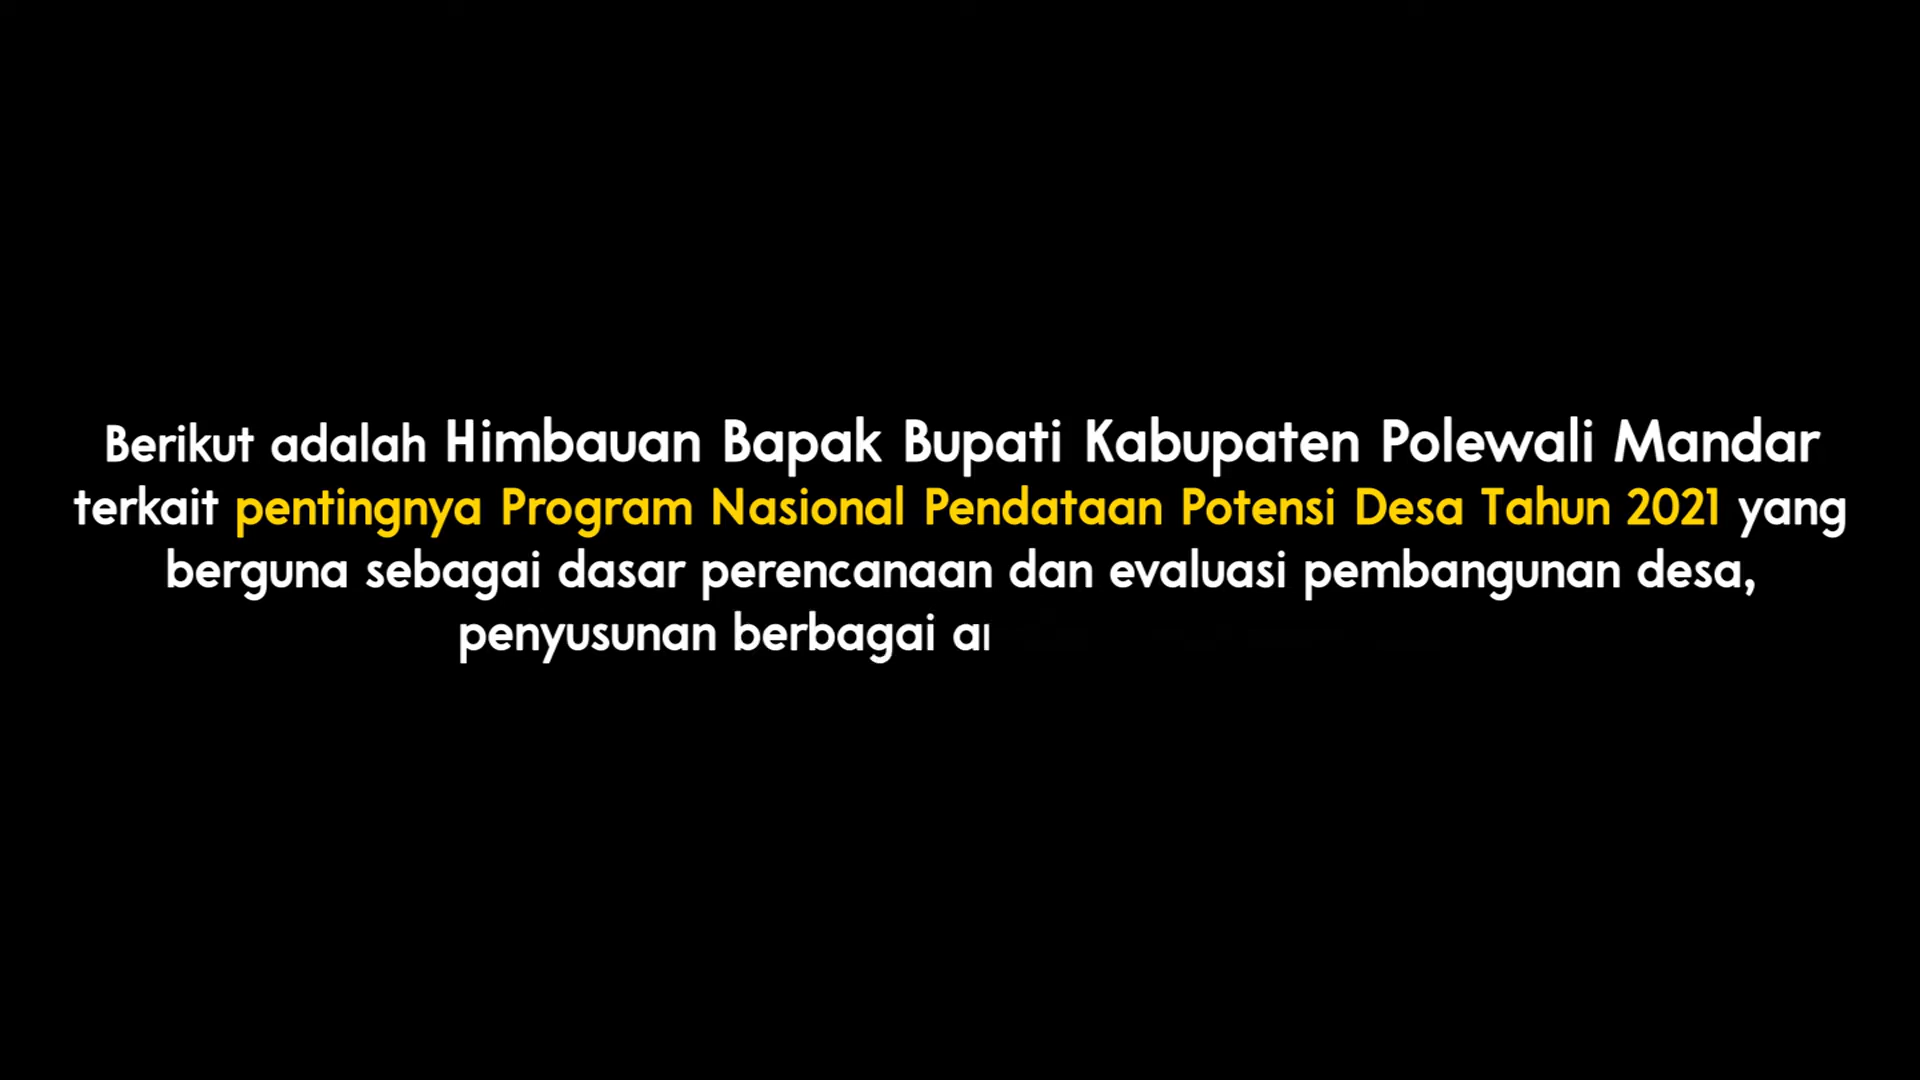 Berikut adalah Himbauan Bapak Bupati Kabupaten Polewali Mandar
terkait pentingnya Program Nasional Pendataan Potensi Desa Tahun 2021 yang
berguna sebagai dasar perencanaan dan evaluasi pembangunan desa,
penyusunan berbagai